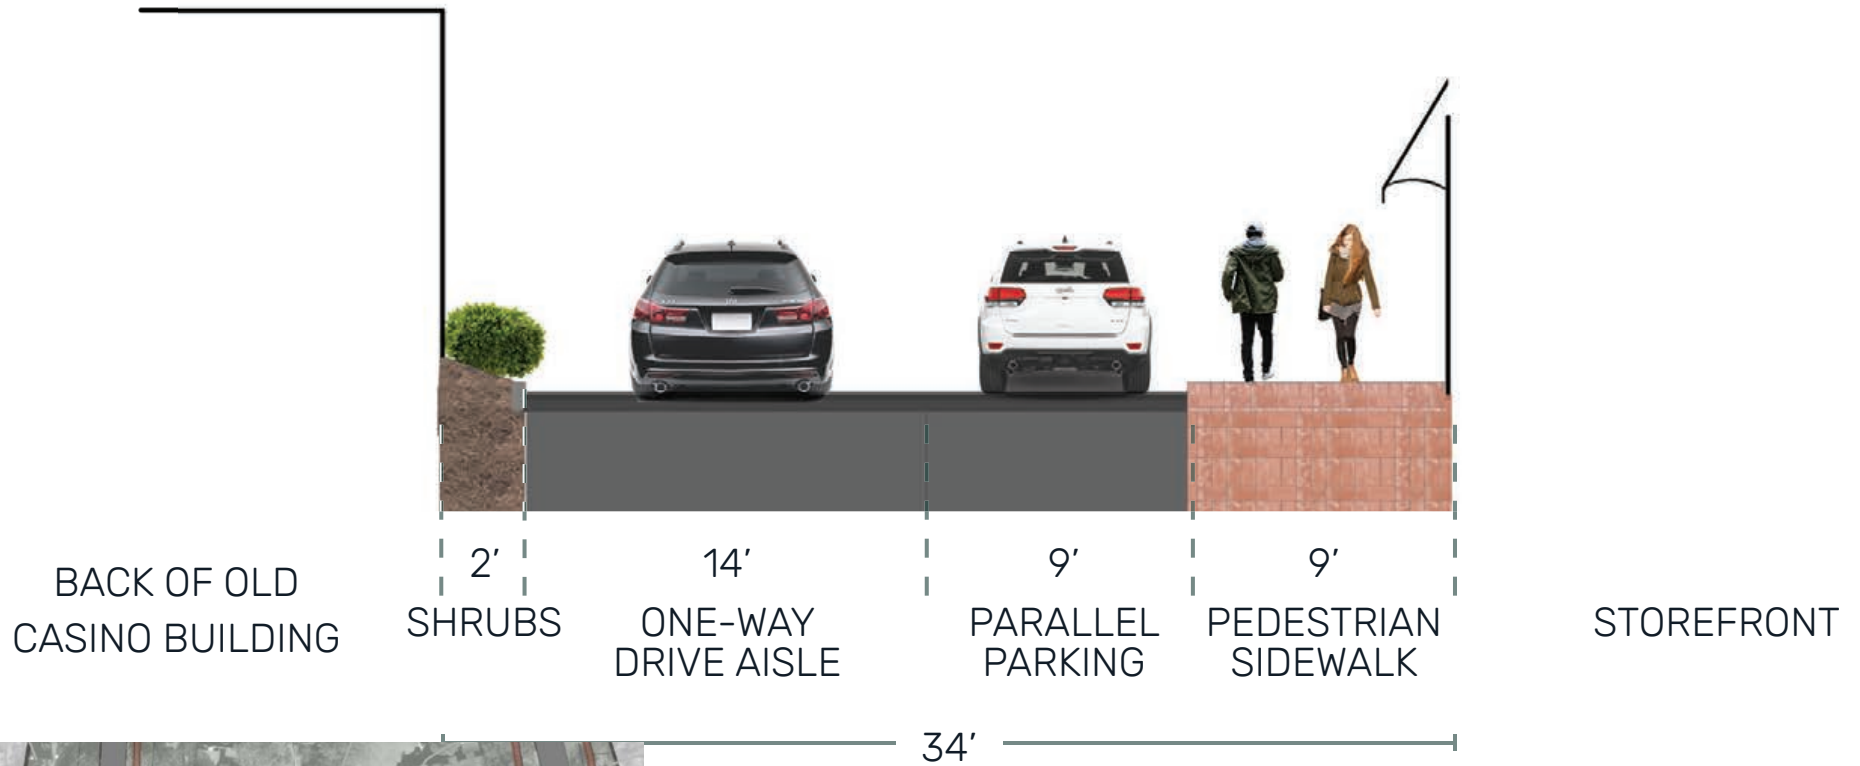 BACK OF OLD
CASINO BUILDING
2’
SHRUBS
14’
ONE-WAY
DRIVE AISLE
9’
PARALLEL
PARKING
9’
PEDESTRIAN
SIDEWALK
STOREFRONT
34’